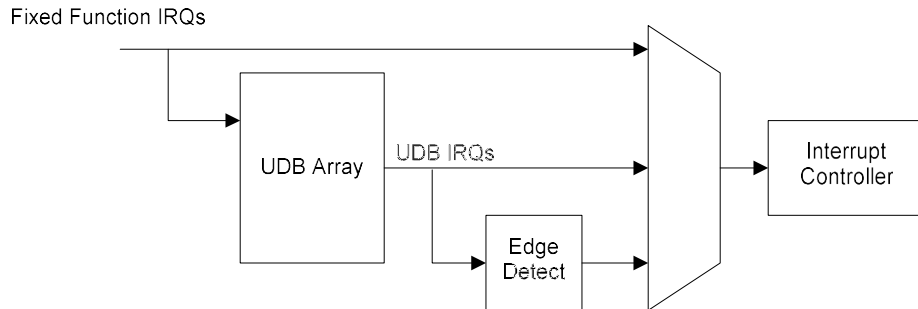 Fixed Function IRQs
UDB Array
UDB IRQs
Edge
Detect
Interrupt
Controller